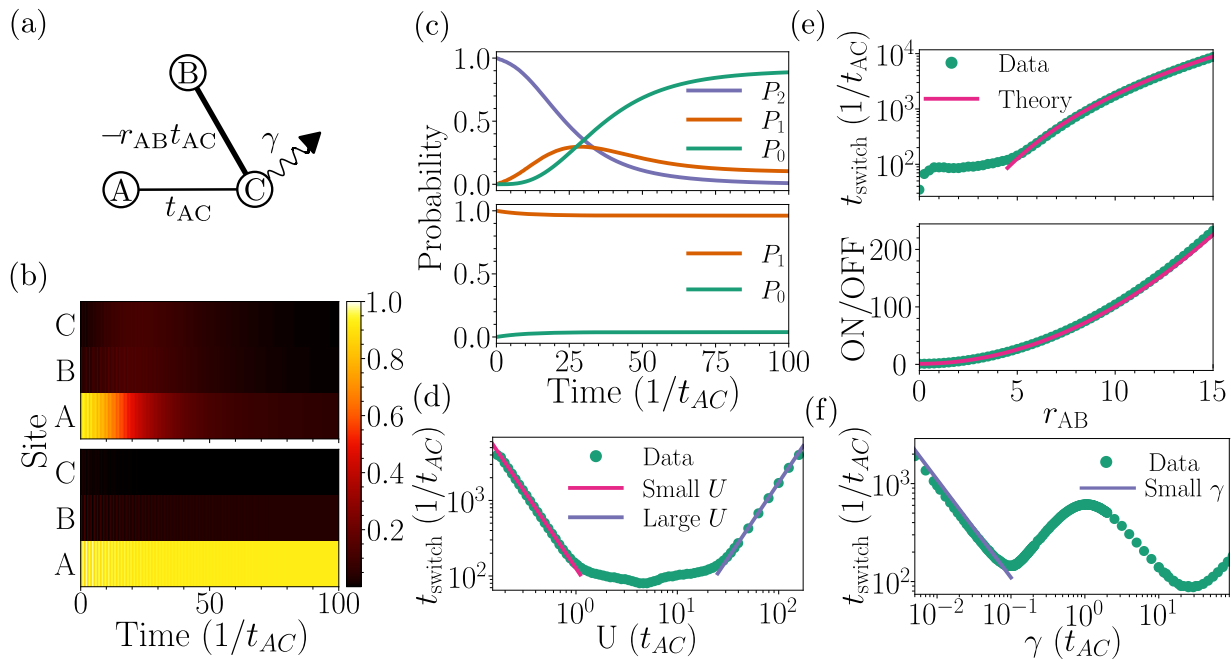 (a)
B
−r_AB t_AC
γ
A
C
t_AC
(b)
C
B
A
C
B
A
Site
0
50
100
Time (1/t_AC)
1.0
0.8
0.6
0.4
0.2
(c)
1.0
0.5
0.0
P_2
P_1
P_0
1.0
0.5
0.0
P_1
P_0
Probability
0
25
50
75
100
Time (1/t_AC)
(d)
t_switch (1/t_AC)
10^3
10^2
Data
Small U
Large U
10^0
10^1
10^2
U (t_AC)
(e)
t_switch (1/t_AC)
10^4
10^3
10^2
Data
Theory
ON/OFF
200
100
0
0
5
10
15
r_AB
(f)
t_switch (1/t_AC)
10^3
10^2
Data
Small γ
10^−2
10^−1
10^0
10^1
γ (t_AC)